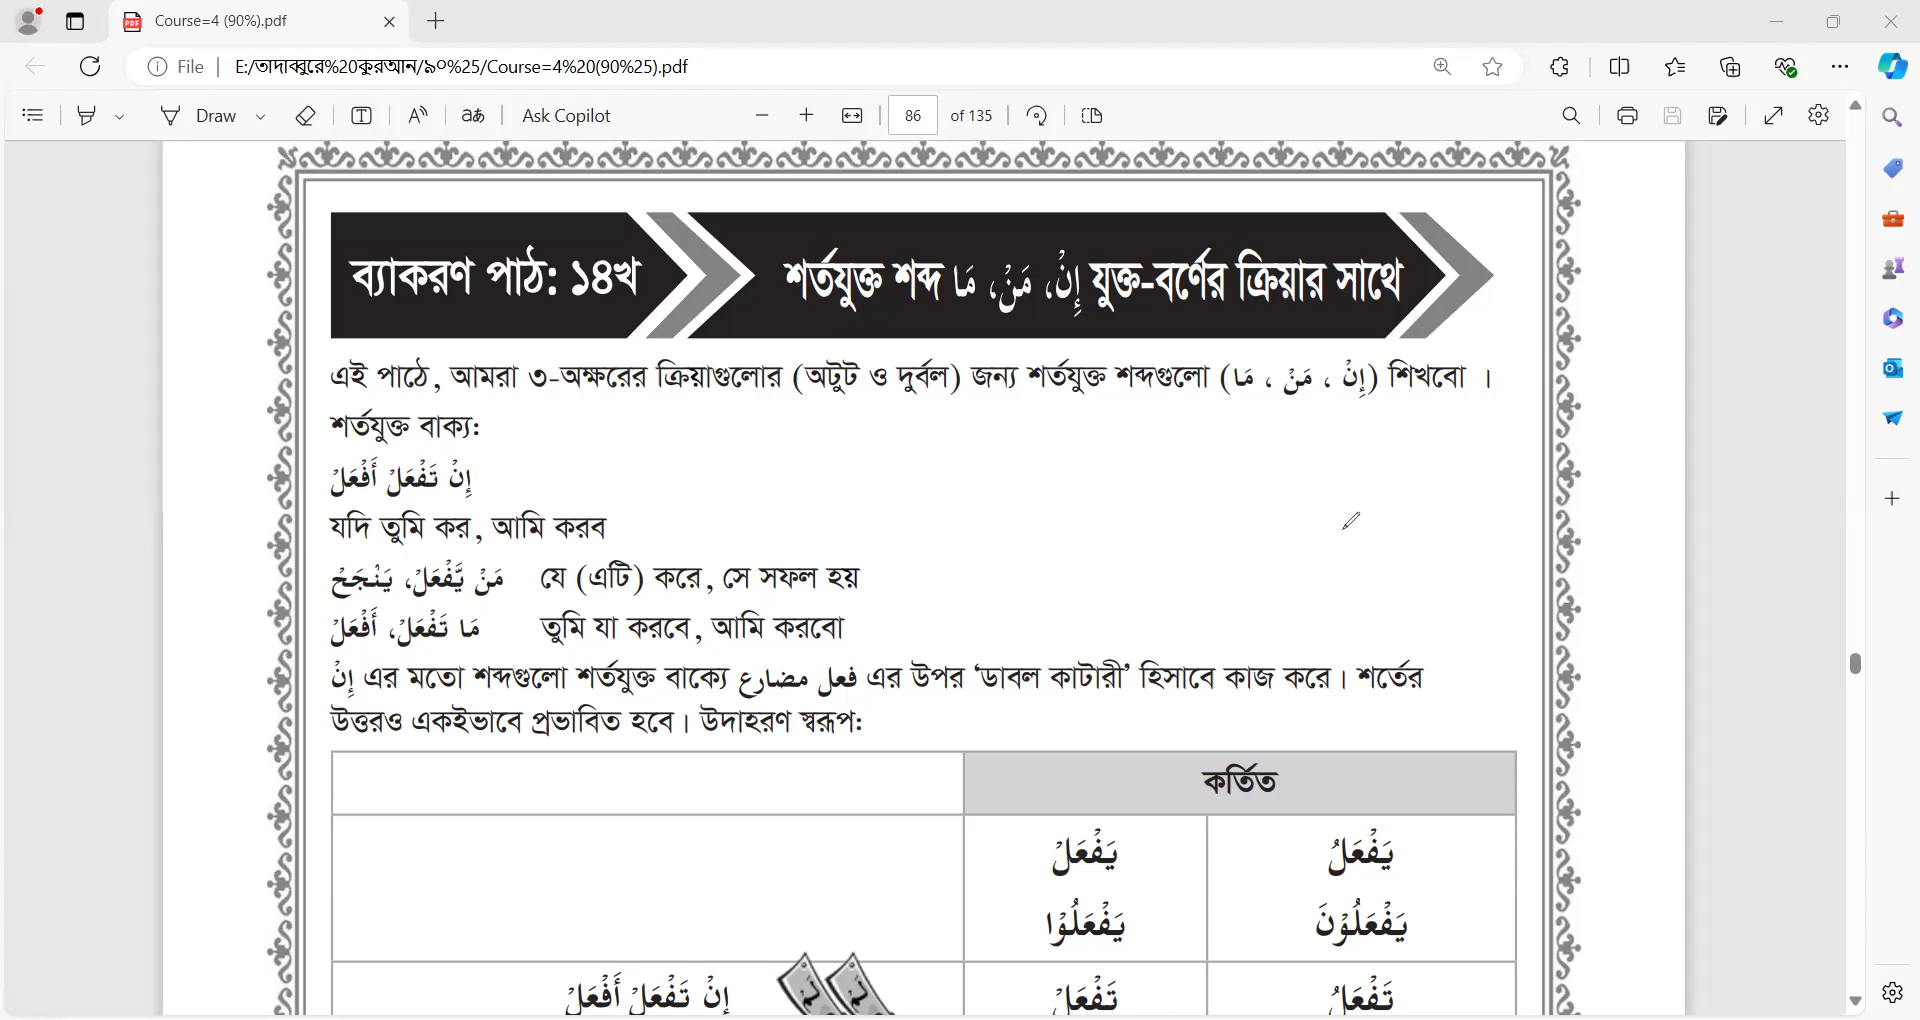 Course=4 (90%).pdf
File
E:/তাদাব্বুরে%20কুরআন/৯০%25/Course=4%20(90%25).pdf
Draw
Ask Copilot
86 of 135
ব্যাকরণ পাঠ: ১৪খ
শর্তযুক্ত শব্দ إِنْ، مَنْ، مَا যুক্ত-বর্ণের ক্রিয়ার সাথে
এই পাঠে, আমরা ৩-অক্ষরের ক্রিয়াগুলোর (অটুট ও দুর্বল) জন্য শর্তযুক্ত শব্দগুলো (إِنْ ، مَنْ ، مَا) শিখবো ।
শর্তযুক্ত বাক্য:
إِنْ تَفْعَلْ أَفْعَلْ
যদি তুমি কর, আমি করব
مَنْ يَّفْعَلْ، يَنْجَحْ যে (এটি) করে, সে সফল হয়
مَا تَفْعَلْ، أَفْعَلْ তুমি যা করবে, আমি করবো
إِنْ এর মতো শব্দগুলো শর্তযুক্ত বাক্যে فعل مضارع এর উপর ‘ডাবল কাটারী’ হিসাবে কাজ করে। শর্তের
উত্তরও একইভাবে প্রভাবিত হবে। উদাহরণ স্বরূপ:
কর্তিত
يَفْعَلْ يَفْعَلُ
يَفْعَلُوْا يَفْعَلُوْنَ
إِنْ تَفْعَلْ أَفْعَلْ
تَفْعَلْ تَفْعَلُ